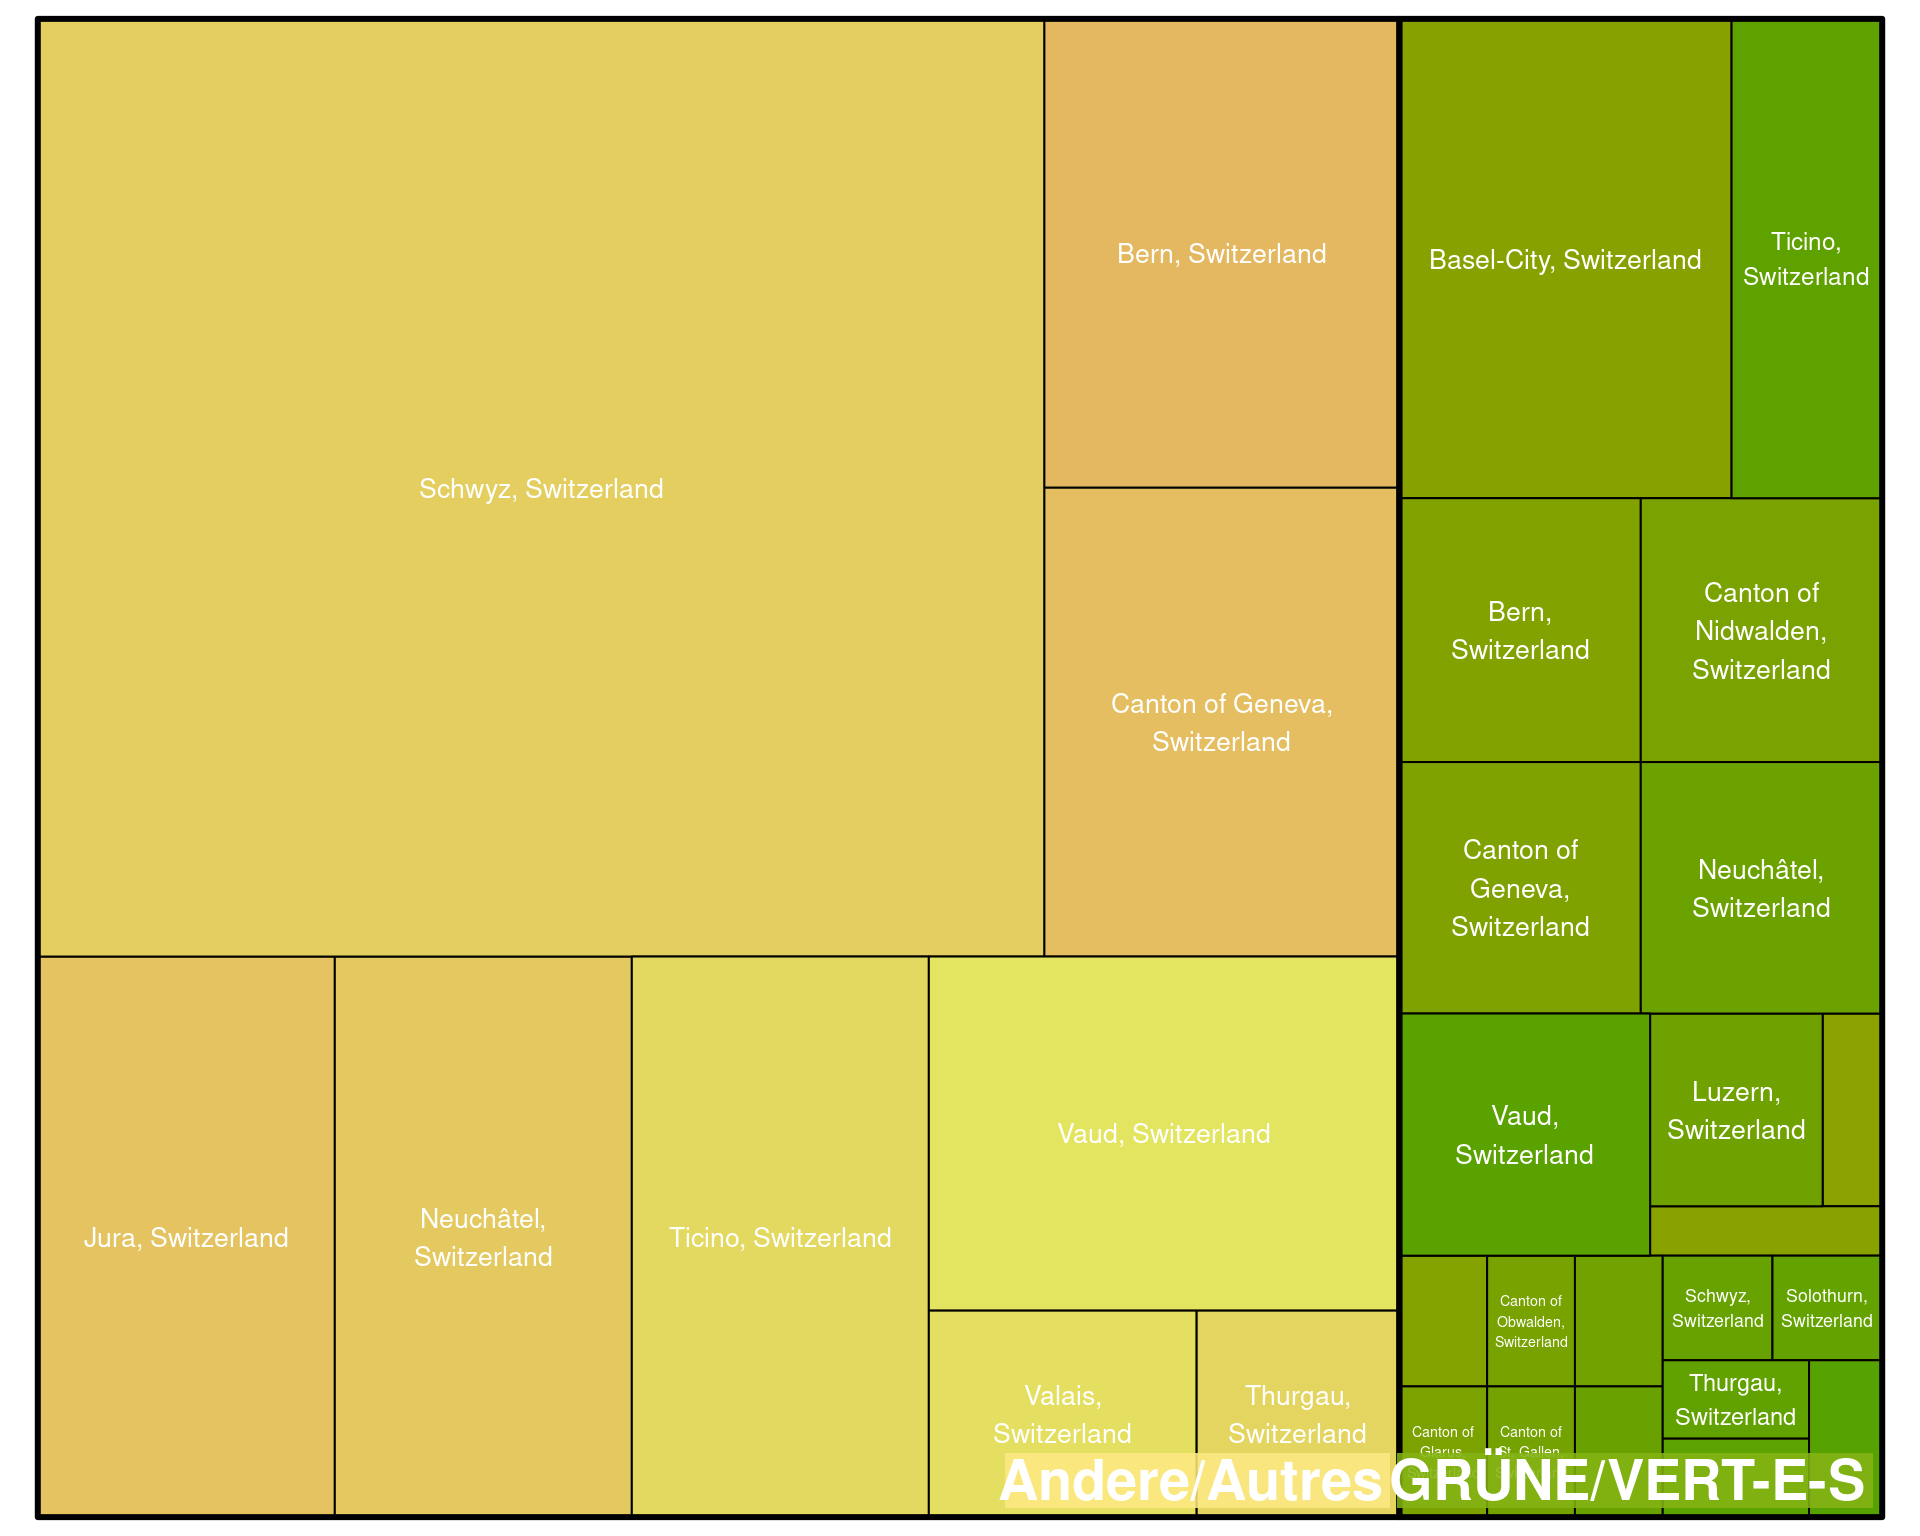 Schwyz, Switzerland
Bern, Switzerland
Canton of Geneva,
Switzerland
Jura, Switzerland
Neuchâtel,
Switzerland
Ticino, Switzerland
Vaud, Switzerland
Valais,
Switzerland
Thurgau,
Switzerland
Andere/Autres
Basel-City, Switzerland
Ticino,
Switzerland
Bern,
Switzerland
Canton of
Nidwalden,
Switzerland
Canton of
Geneva,
Switzerland
Neuchâtel,
Switzerland
Vaud,
Switzerland
Luzern,
Switzerland
Canton of
Obwalden,
Switzerland
Schwyz,
Switzerland
Solothurn,
Switzerland
Thurgau,
Switzerland
Canton of
Glarus,
Canton of
St. Gallen,
GRÜNE/VERT-E-S